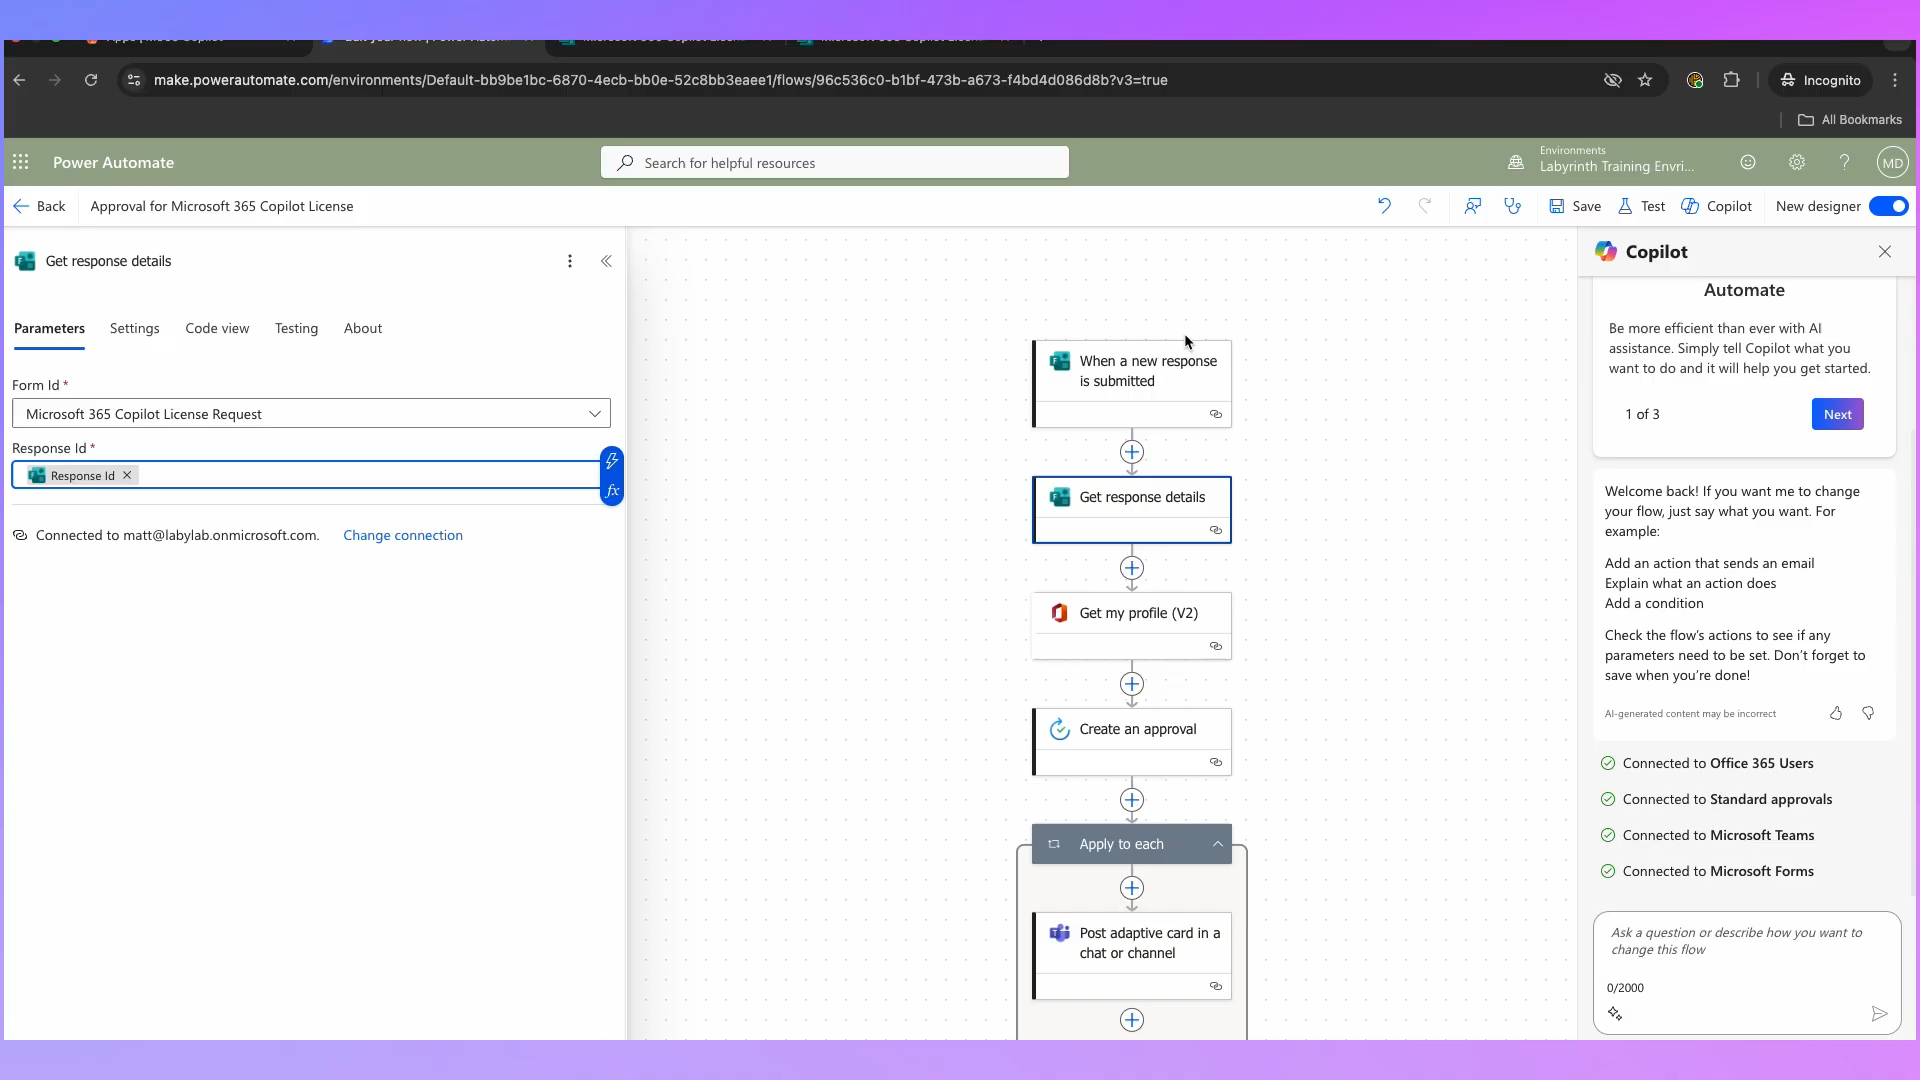 make.powerautomate.com/environments/Default-bb9be1bc-6870-4ecb-bb0e-52c8bb3eaee1/flows/96c536c0-b1bf-473b-a673-f4bd4d086d8b?v3=true
Incognito
All Bookmarks
Power Automate
Search for helpful resources
Environments
Labyrinth Training Envri...
MD
Back
Approval for Microsoft 365 Copilot License
Save
Test
Copilot
New designer
Get response details
Parameters
Settings
Code view
Testing
About
Form Id *
Microsoft 365 Copilot License Request
Response Id *
Response Id
fx
Connected to matt@labylab.onmicrosoft.com.
Change connection
When a new response
is submitted
Get response details
Get my profile (V2)
Create an approval
Apply to each
Post adaptive card in a
chat or channel
Copilot
Automate
Be more efficient than ever with AI
assistance. Simply tell Copilot what you
want to do and it will help you get started.
1 of 3
Next
Welcome back! If you want me to change
your flow, just say what you want. For
example:
Add an action that sends an email
Explain what an action does
Add a condition
Check the flow's actions to see if any
parameters need to be set. Don't forget to
save when you're done!
AI-generated content may be incorrect
Connected to Office 365 Users
Connected to Standard approvals
Connected to Microsoft Teams
Connected to Microsoft Forms
Ask a question or describe how you want to
change this flow
0/2000